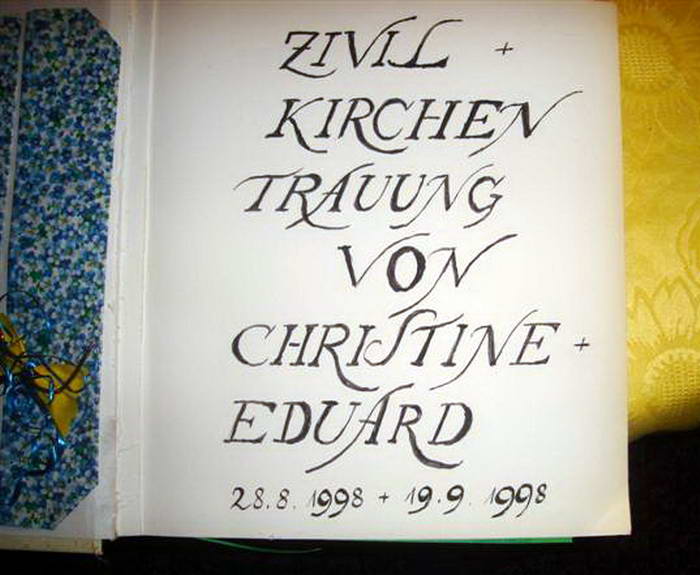 ZIVIL +
KIRCHEN
TRAUUNG
VON
CHRISTINE +
EDUARD
28.8.1998 + 19.9.1998